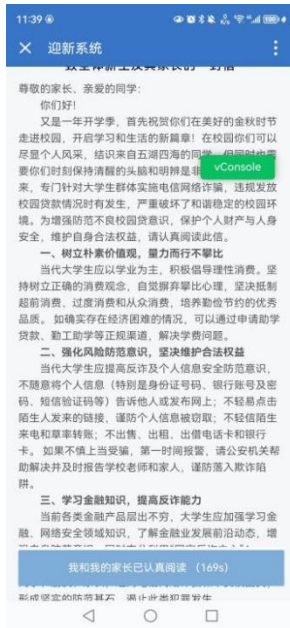 11:39
迎新系统
尊敬的家长、亲爱的同学：
你们好！
又是一年开学季，首先祝贺你们在美好的金秋时节
走进校园，开启学习和生活的新篇章！在校园你们可以
尽显个人风采，结识来自五湖四海的同学，但同时也需
要你们时刻保持清醒的头脑和明辨是非
vConsole
来，专门针对大学生群体实施电信网络诈骗，违规发放
校园贷款情况时有发生，严重破坏了和谐稳定的校园环
境。为增强防范不良校园贷意识，保护个人财产与人身
安全，维护自身合法权益，请认真阅读此信。
一、树立朴素价值观，量力而行不攀比
当代大学生应以学业为主，积极倡导理性消费。坚
持树立正确的消费观念，自觉摒弃攀比心理，坚决抵制
超前消费、过度消费和从众消费，培养勤俭节约的优秀
品质。如确实存在经济困难的情况，可以通过申请助学
贷款、勤工助学等正规渠道，解决学费问题。
二、强化风险防范意识，坚决维护合法权益
当代大学生应提高反诈及个人信息安全防范意识，
不随意将个人信息（特别是身份证号码、银行账号及密
码、短信验证码等）告诉他人或发布网上；不轻易点击
陌生人发来的链接，谨防个人信息被窃取；不轻信陌生
来电和草率转账；不出售、出租、出借电话卡和银行
卡。如果不慎上当受骗，第一时间报警，请公安机关帮
助解决并及时报告学校老师和家人，谨防落入欺诈陷
阱。
三、学习金融知识，提高反诈能力
当前各类金融产品层出不穷，大学生应加强学习金
融、网络安全领域知识，了解金融业发展前沿动态，增
我和我的家长已认真阅读（169s）
形成坚实的防范基石，遏止此类犯罪发生